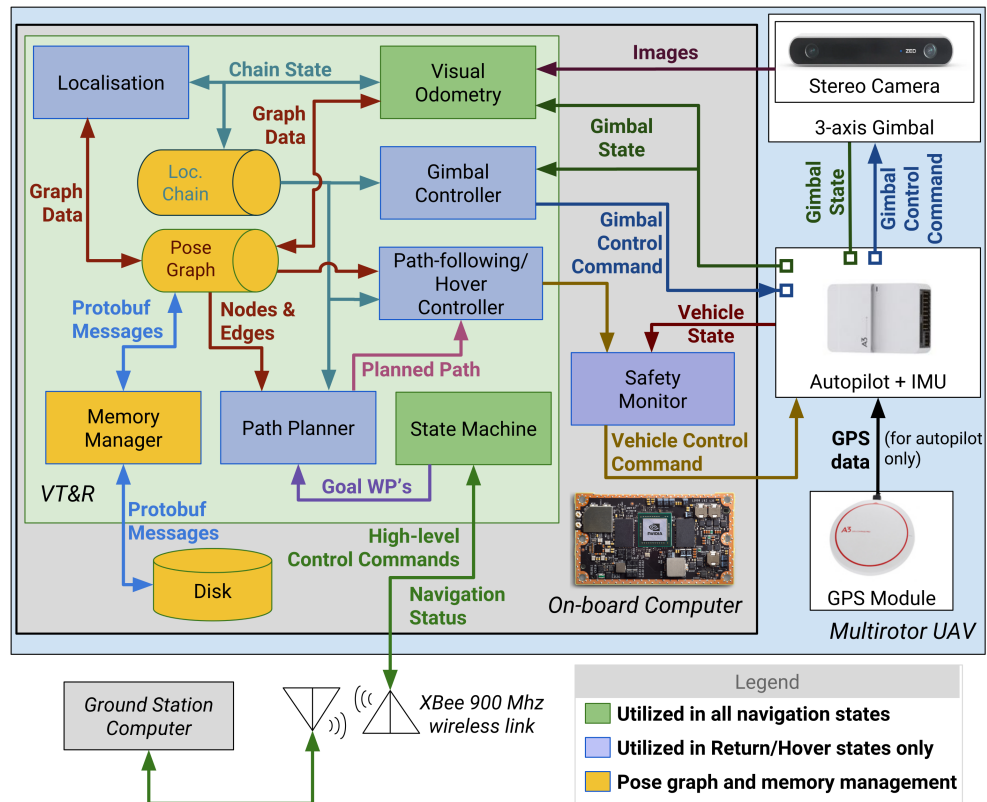 Localisation
Chain State
Visual
Odometry
Images
ZED
Stereo Camera
3-axis Gimbal
Graph
Data
Gimbal
State
Loc.
Chain
Gimbal
Controller
Graph
Data
Gimbal
State
Gimbal
Control
Command
Pose
Graph
Gimbal
Control
Command
Path-following/
Hover
Controller
Protobuf
Messages
Nodes &
Edges
Vehicle
State
A3
Autopilot + IMU
Planned Path
Safety
Monitor
Memory
Manager
Path Planner
State Machine
Vehicle Control
Command
GPS
data
(for autopilot
only)
Goal WP's
VT&R
Protobuf
Messages
High-level
Control Commands
NVIDIA
A3
Disk
Navigation
Status
On-board Computer
GPS Module
Multirotor UAV
Ground Station
Computer
XBee 900 Mhz
wireless link
Legend
Utilized in all navigation states
Utilized in Return/Hover states only
Pose graph and memory management